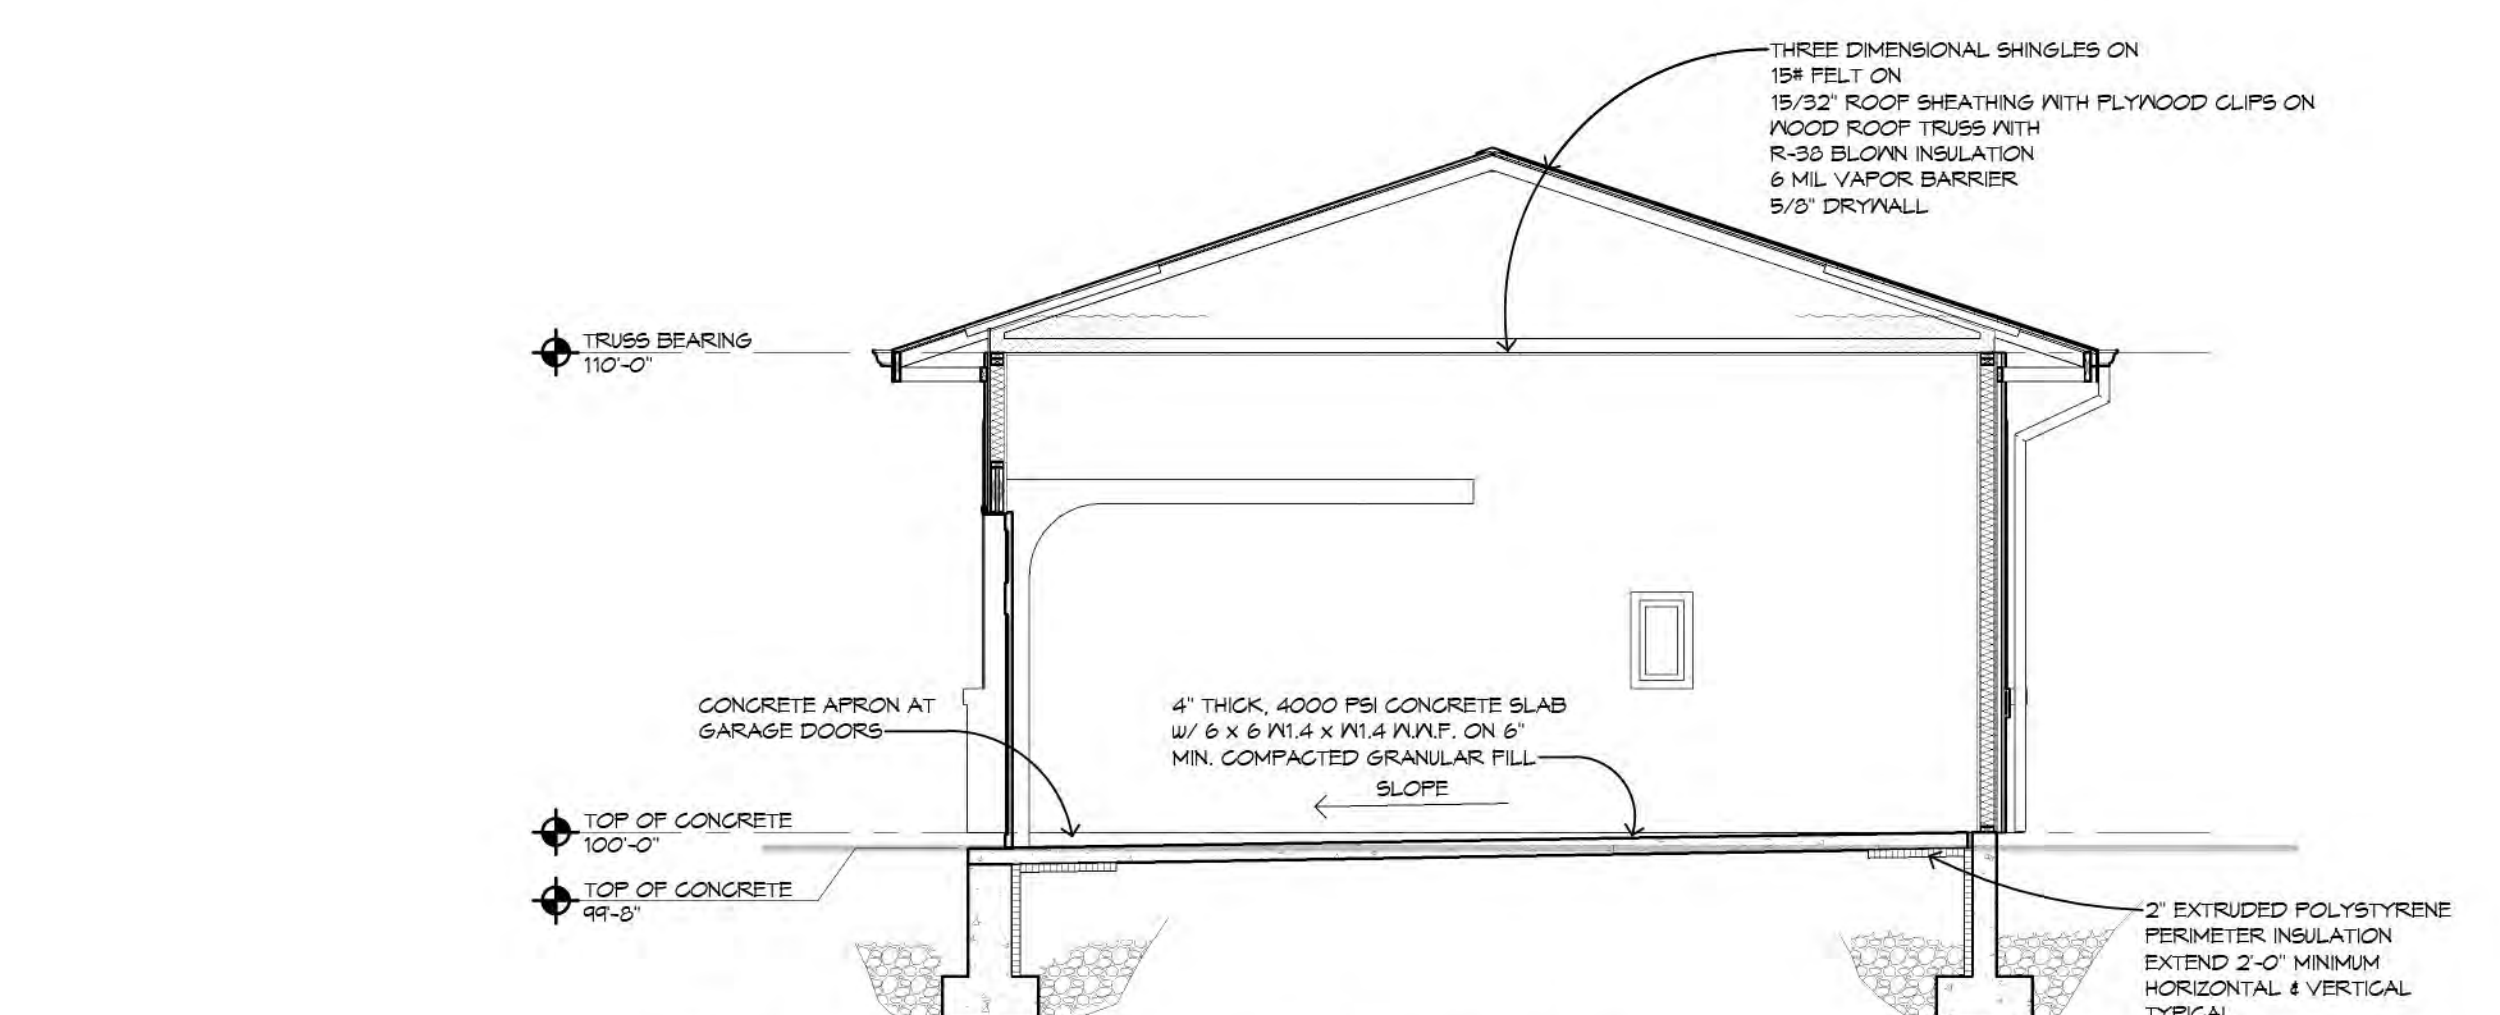 THREE DIMENSIONAL SHINGLES ON
15# FELT ON
15/32" ROOF SHEATHING WITH PLYWOOD CLIPS ON
WOOD ROOF TRUSS WITH
R-38 BLOWN INSULATION
6 MIL VAPOR BARRIER
5/8" DRYWALL
TRUSS BEARING
110'-0"
CONCRETE APRON AT
GARAGE DOORS
4" THICK, 4000 PSI CONCRETE SLAB
w/ 6 x 6 W1.4 x W1.4 W.W.F. ON 6"
MIN. COMPACTED GRANULAR FILL
SLOPE
TOP OF CONCRETE
100'-0"
TOP OF CONCRETE
99'-8"
2" EXTRUDED POLYSTYRENE
PERIMETER INSULATION
EXTEND 2'-0" MINIMUM
HORIZONTAL & VERTICAL
TYPICAL